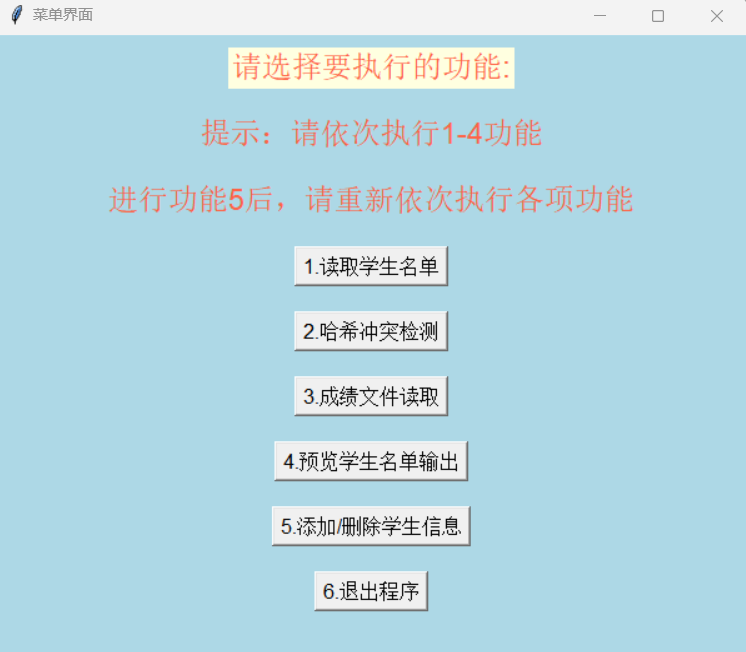 菜单界面
请选择要执行的功能:
提示：请依次执行1-4功能
进行功能5后，请重新依次执行各项功能
1.读取学生名单
2.哈希冲突检测
3.成绩文件读取
4.预览学生名单输出
5.添加/删除学生信息
6.退出程序